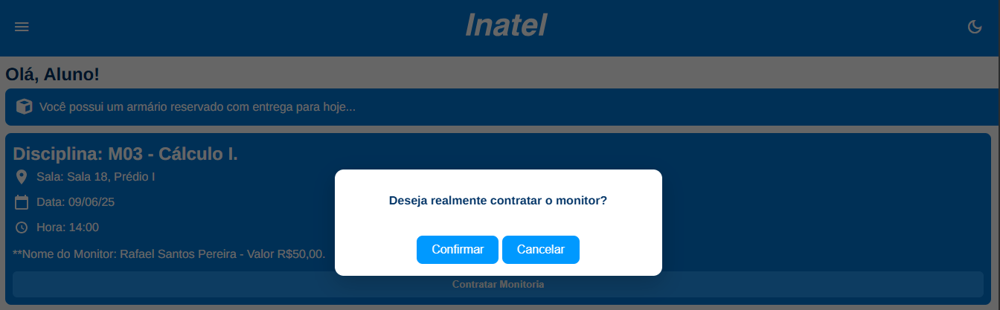 Inatel
Olá, Aluno!
Você possui um armário reservado com entrega para hoje...
Disciplina: M03 - Cálculo I.
Sala: Sala 18, Prédio I
Data: 09/06/25
Hora: 14:00
**Nome do Monitor: Rafael Santos Pereira - Valor R$50,00.
Contratar Monitoria
Deseja realmente contratar o monitor?
Confirmar Cancelar